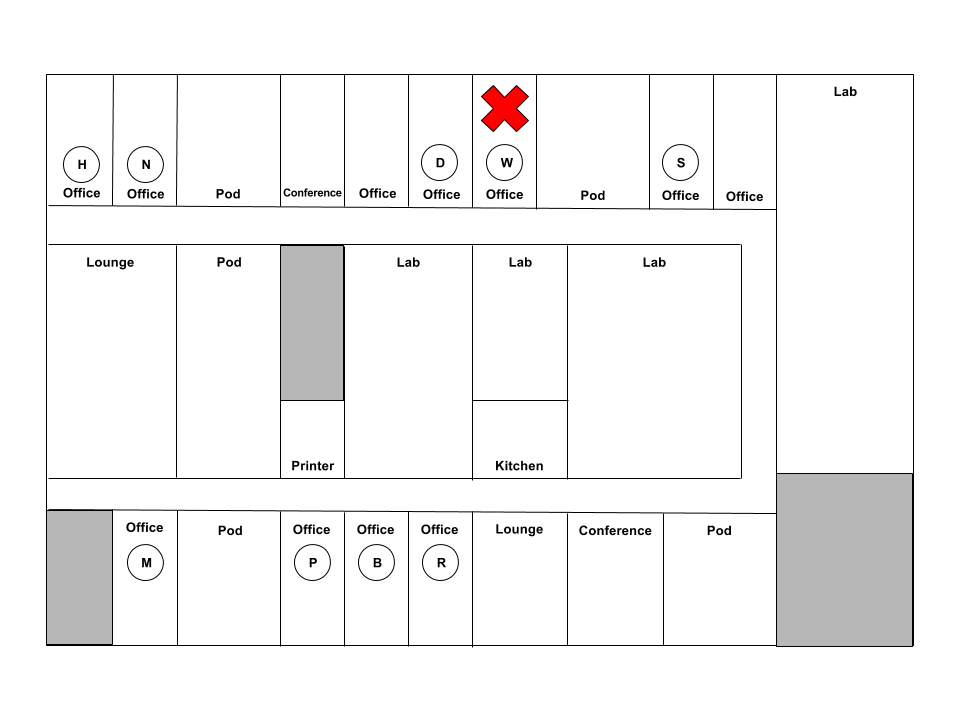 Lab
H
N
D
W
S
Office
Office
Pod
Conference
Office
Office
Office
Pod
Office
Office
Lounge
Pod
Lab
Lab
Lab
Printer
Kitchen
Office
Pod
Office
Office
Office
Lounge
Conference
Pod
M
P
B
R